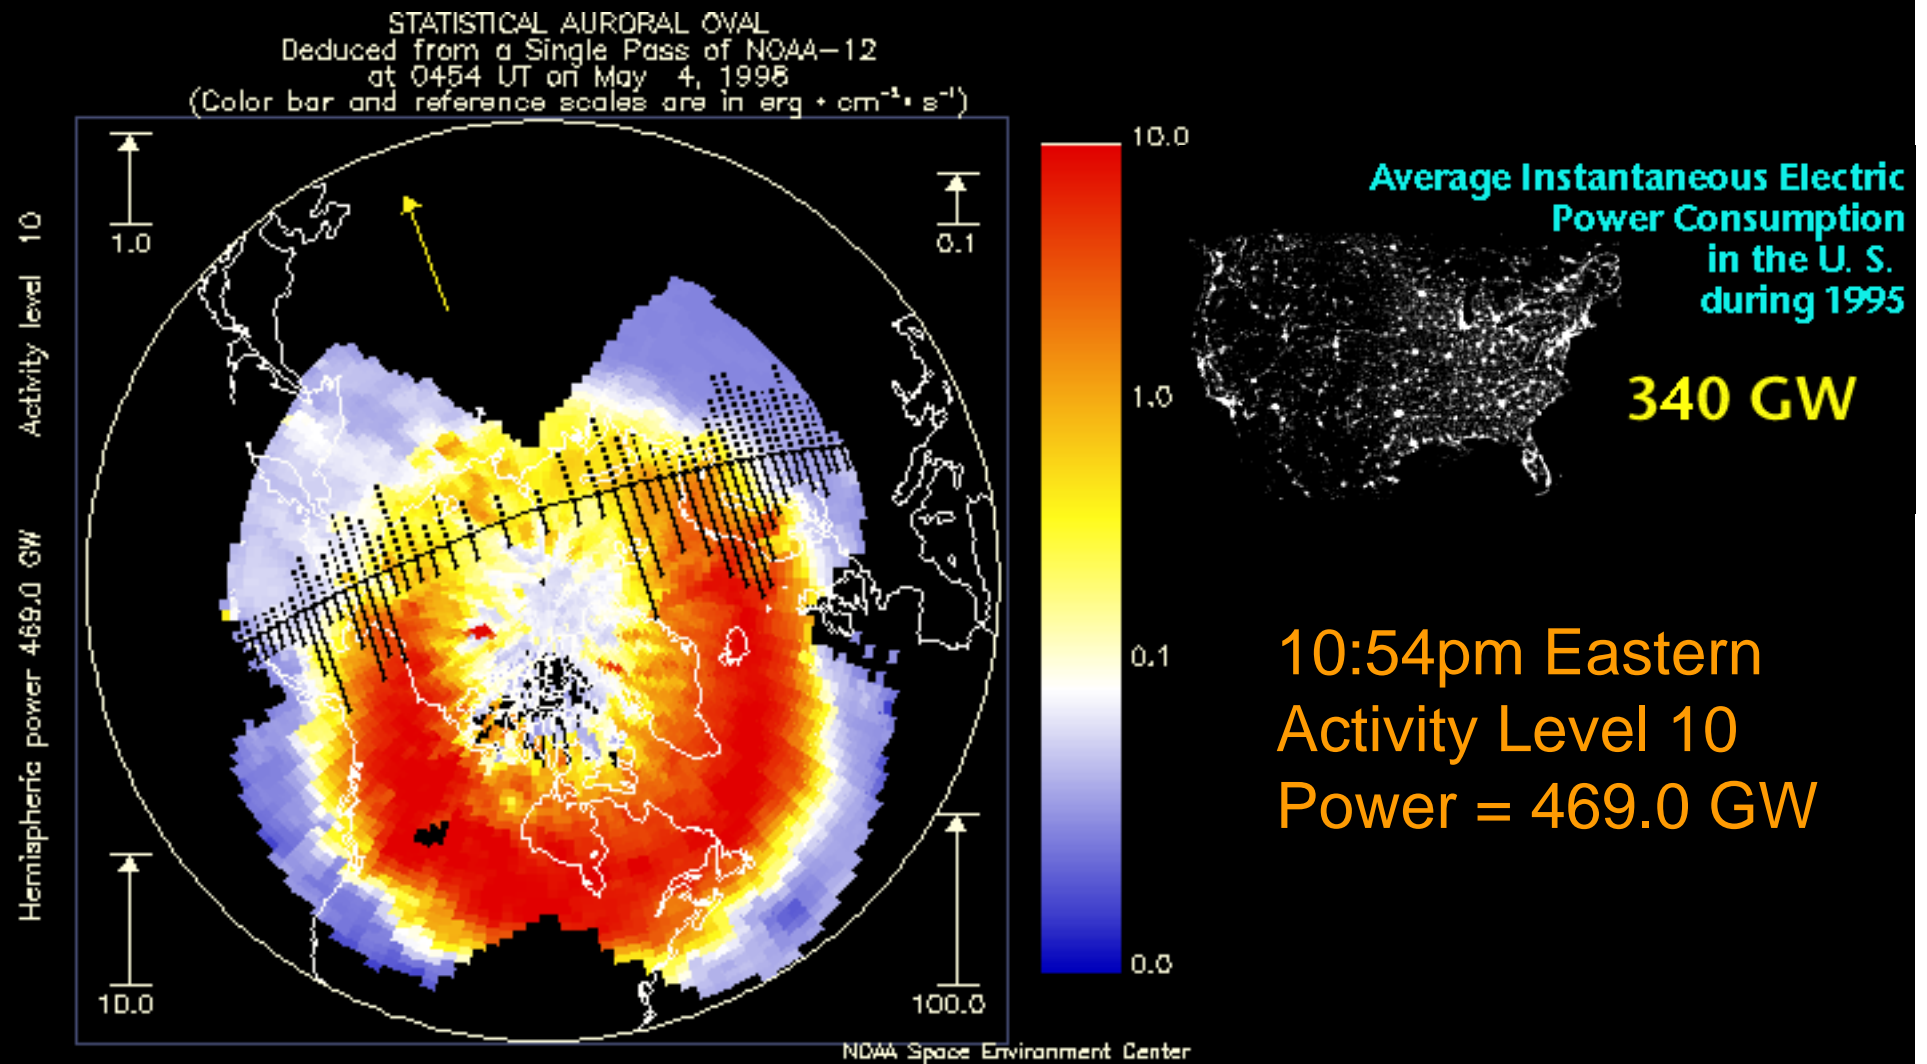 STATISTICAL AURORAL OVAL
Deduced from a Single Pass of NOAA-12
at 0454 UT on May 4, 1998
(Color bar and reference scales are in erg · cm⁻²· s⁻¹)
Hemispheric power 469.0 GW Activity level 10
1.0
0.1
10.0
100.0
10.0
1.0
0.1
0.0
NOAA Space Environment Center
Average Instantaneous Electric
Power Consumption
in the U. S.
during 1995
340 GW
10:54pm Eastern
Activity Level 10
Power = 469.0 GW